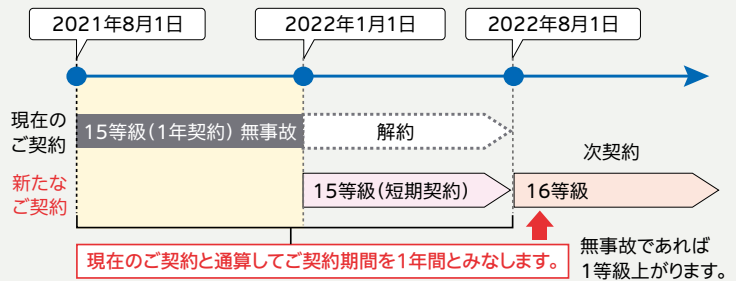 2021年8月1日
2022年1月1日
2022年8月1日
現在の
ご契約
15等級(1年契約) 無事故
解約
次契約
新たな
ご契約
15等級(短期契約)
16等級
現在のご契約と通算してご契約期間を1年間とみなします。
無事故であれば
1等級上がります。